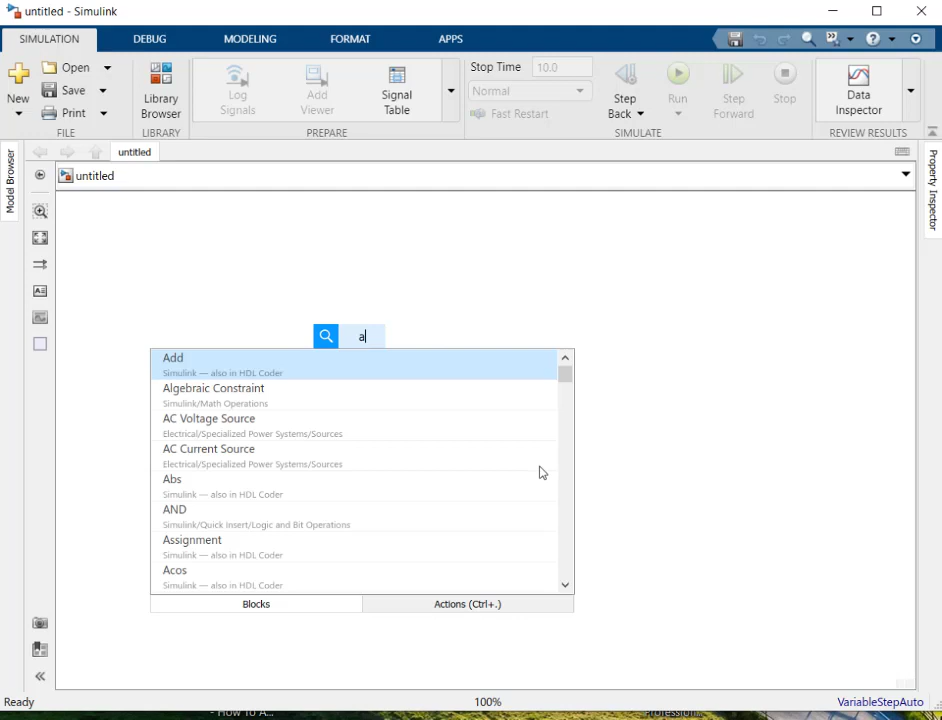 untitled - Simulink
SIMULATION DEBUG MODELING FORMAT APPS
New
Open
Save
Print
FILE
Library Browser
LIBRARY
Log Signals
Add Viewer
Signal Table
PREPARE
Stop Time 10.0
Normal
Fast Restart
Step Back
Run
Step Forward
Stop
SIMULATE
Data Inspector
REVIEW RESULTS
Model Browser
untitled
untitled
Property Inspector
a
Add
Simulink — also in HDL Coder
Algebraic Constraint
Simulink/Math Operations
AC Voltage Source
Electrical/Specialized Power Systems/Sources
AC Current Source
Electrical/Specialized Power Systems/Sources
Abs
Simulink — also in HDL Coder
AND
Simulink/Quick Insert/Logic and Bit Operations
Assignment
Simulink — also in HDL Coder
Acos
Simulink — also in HDL Coder
Blocks Actions (Ctrl+.)
Ready 100% VariableStepAuto